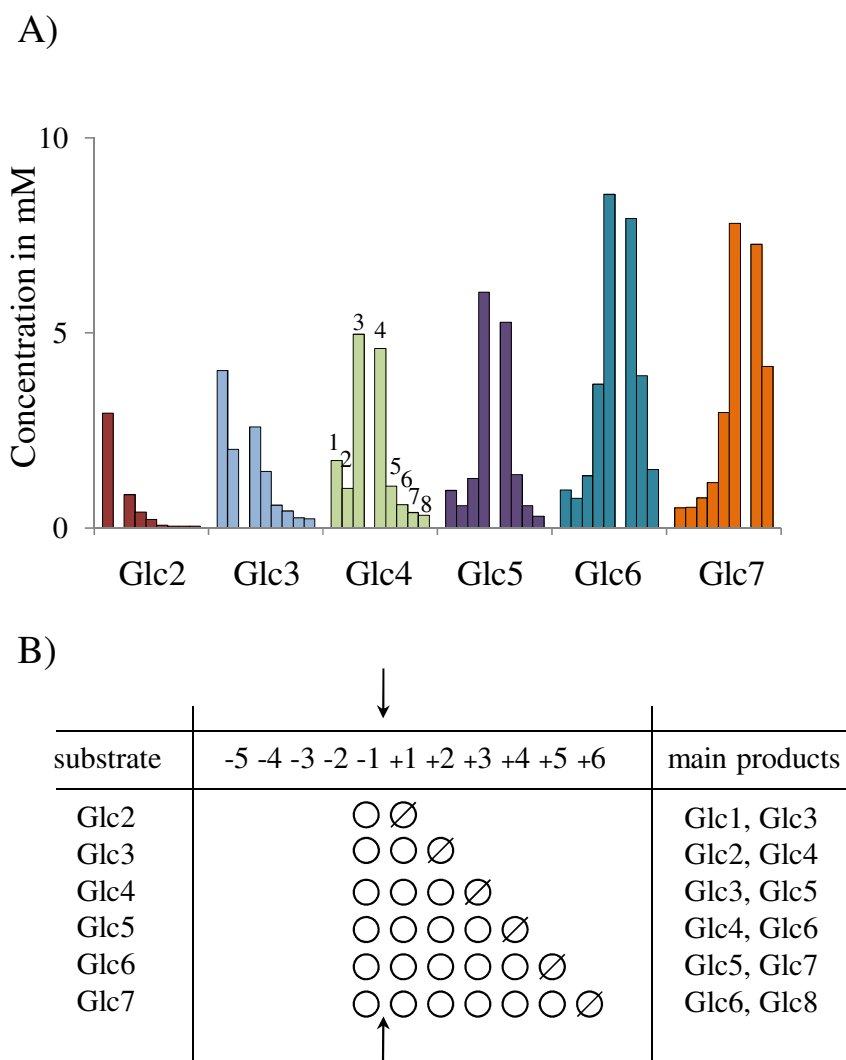 A)
10
5
0
Concentration in mM
1 2 3 4 5 6 7 8
Glc2 Glc3 Glc4 Glc5 Glc6 Glc7
B)
substrate -5 -4 -3 -2 -1 +1 +2 +3 +4 +5 +6 main products
Glc2 Glc1, Glc3
Glc3 Glc2, Glc4
Glc4 Glc3, Glc5
Glc5 Glc4, Glc6
Glc6 Glc5, Glc7
Glc7 Glc6, Glc8